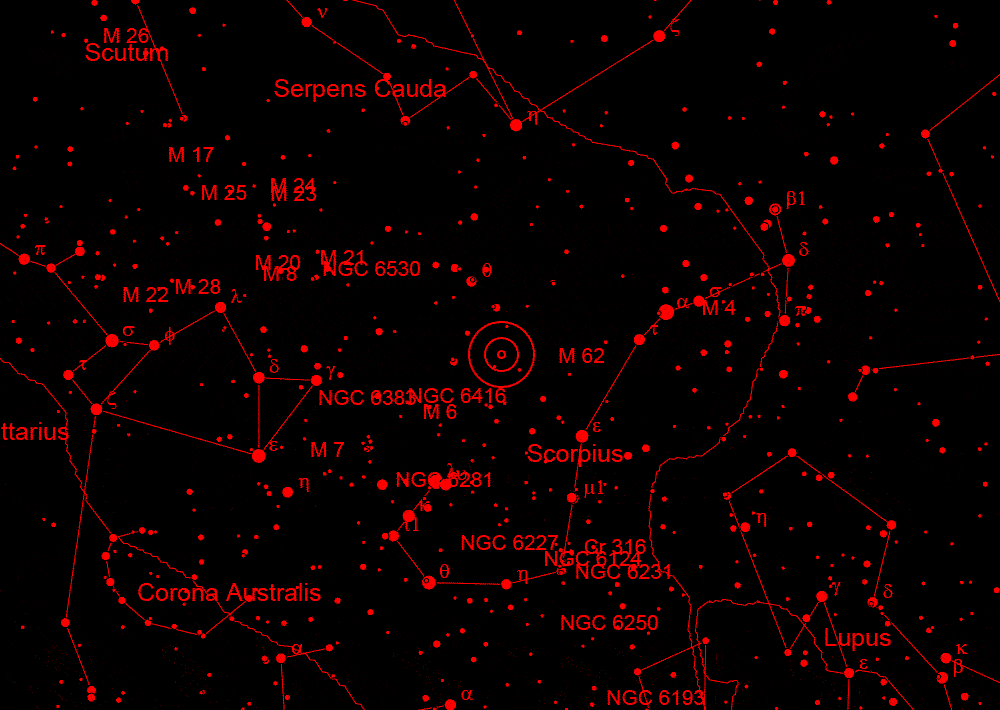 ν
ζ
M 26
Scutum
Serpens Cauda
η
M 17
M 24
M 25
M 23
β1
π
δ
M 21
M 20
NGC 6530
θ
M 8
M 28
M 22
λ
σ
α
M 4
π
σ
φ
τ
M 62
τ
δ
γ
ζ
NGC 6383
NGC 6416
M 6
ttarius
ε
ε
M 7
Scorpius
NGC 6281
η
μ1
κ
ι1
η
NGC 6227
Cr 316
NGC 6124
NGC 6231
θ
η
Corona Australis
γ
δ
NGC 6250
Lupus
α
κ
ε
β
α
NGC 6193